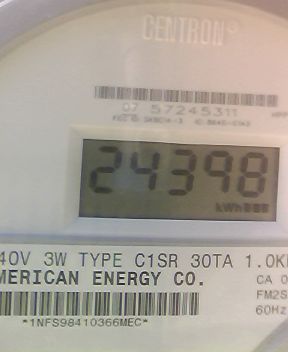 CENTRON®
07 57245311
24398
kWh
40V 3W TYPE C1SR 30TA 1.0K
MERICAN ENERGY CO.
CA 0
FM2S
60Hz
*1NFS98410366MEC*